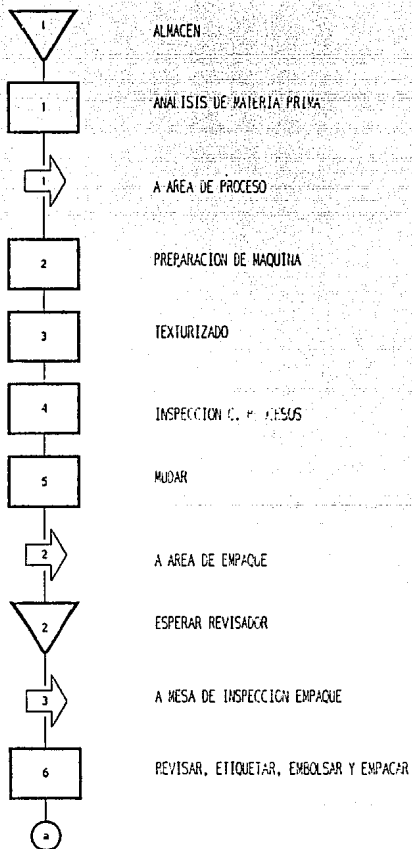 1 ALMACEN
1 ANALISIS DE MATERIA PRIMA
1 A AREA DE PROCESO
2 PREPARACION DE MAQUINA
3 TEXTURIZADO
4 INSPECCION C.
5 MUDAR
2 A AREA DE EMPAQUE
2 ESPERAR REVISADOR
3 A MESA DE INSPECCION EMPAQUE
6 REVISAR, ETIQUETAR, EMBOLSAR Y EMPACAR
a